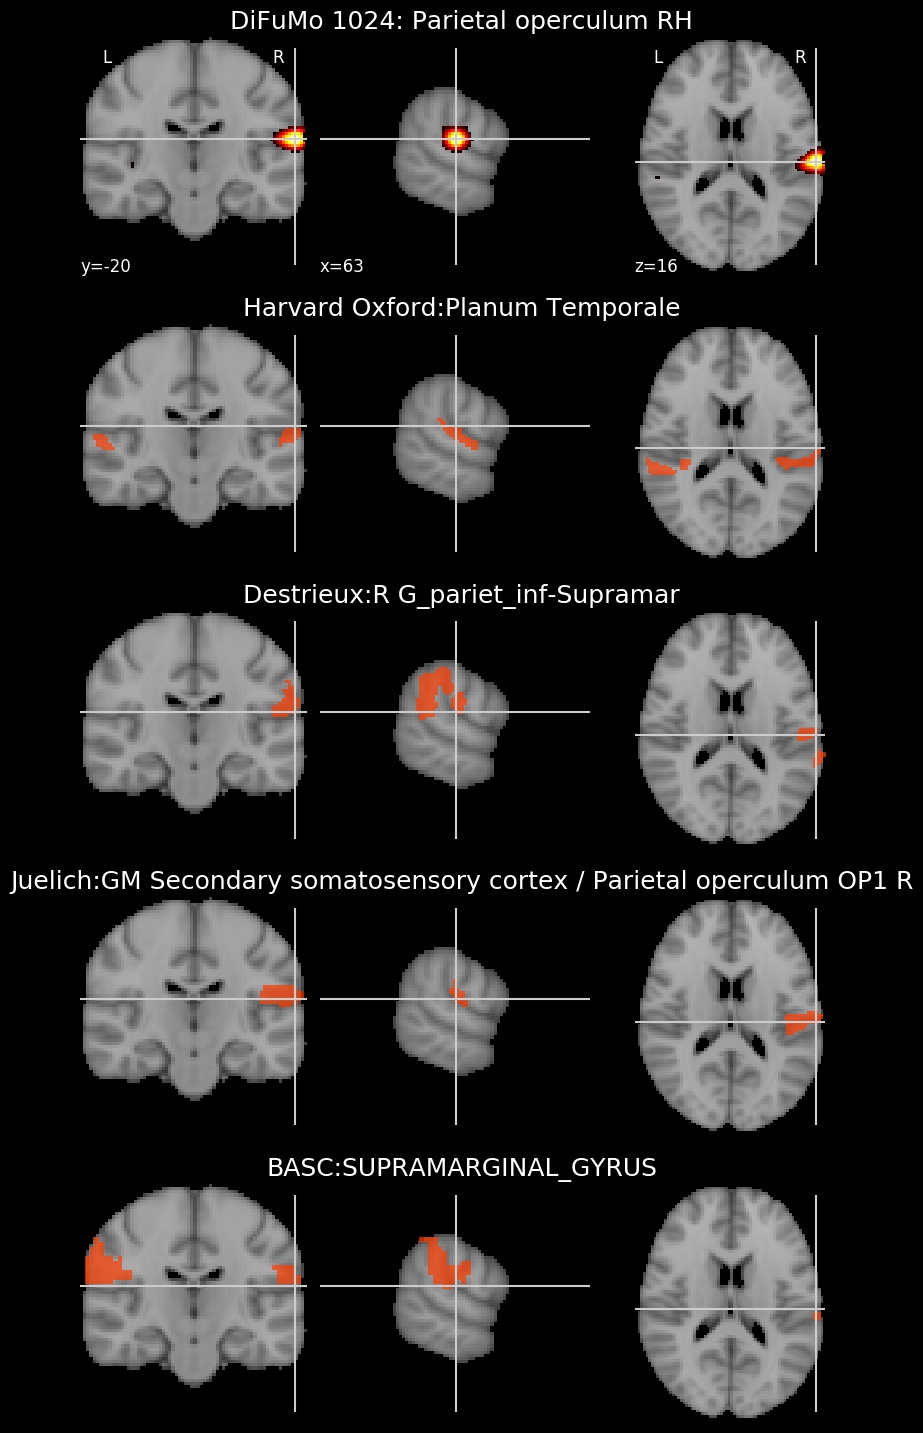 DiFuMo 1024: Parietal operculum RH
L R L R
y=-20 x=63 z=16
Harvard Oxford:Planum Temporale
Destrieux:R G_pariet_inf-Supramar
Juelich:GM Secondary somatosensory cortex / Parietal operculum OP1 R
BASC:SUPRAMARGINAL_GYRUS